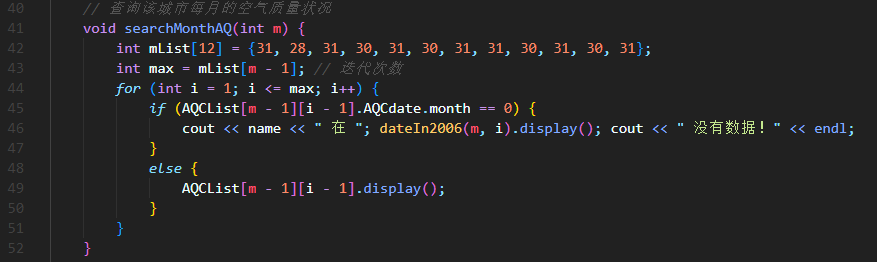 40 // 查询该城市每月的空气质量状况
41 void searchMonthAQ(int m) {
42 int mList[12] = {31, 28, 31, 30, 31, 30, 31, 31, 30, 31, 30, 31};
43 int max = mList[m - 1]; // 迭代次数
44 for (int i = 1; i <= max; i++) {
45 if (AQCList[m - 1][i - 1].AQCdate.month == 0) {
46 cout << name << " 在 "; dateIn2006(m, i).display(); cout << " 没有数据！" << endl;
47 }
48 else {
49 AQCList[m - 1][i - 1].display();
50 }
51 }
52 }